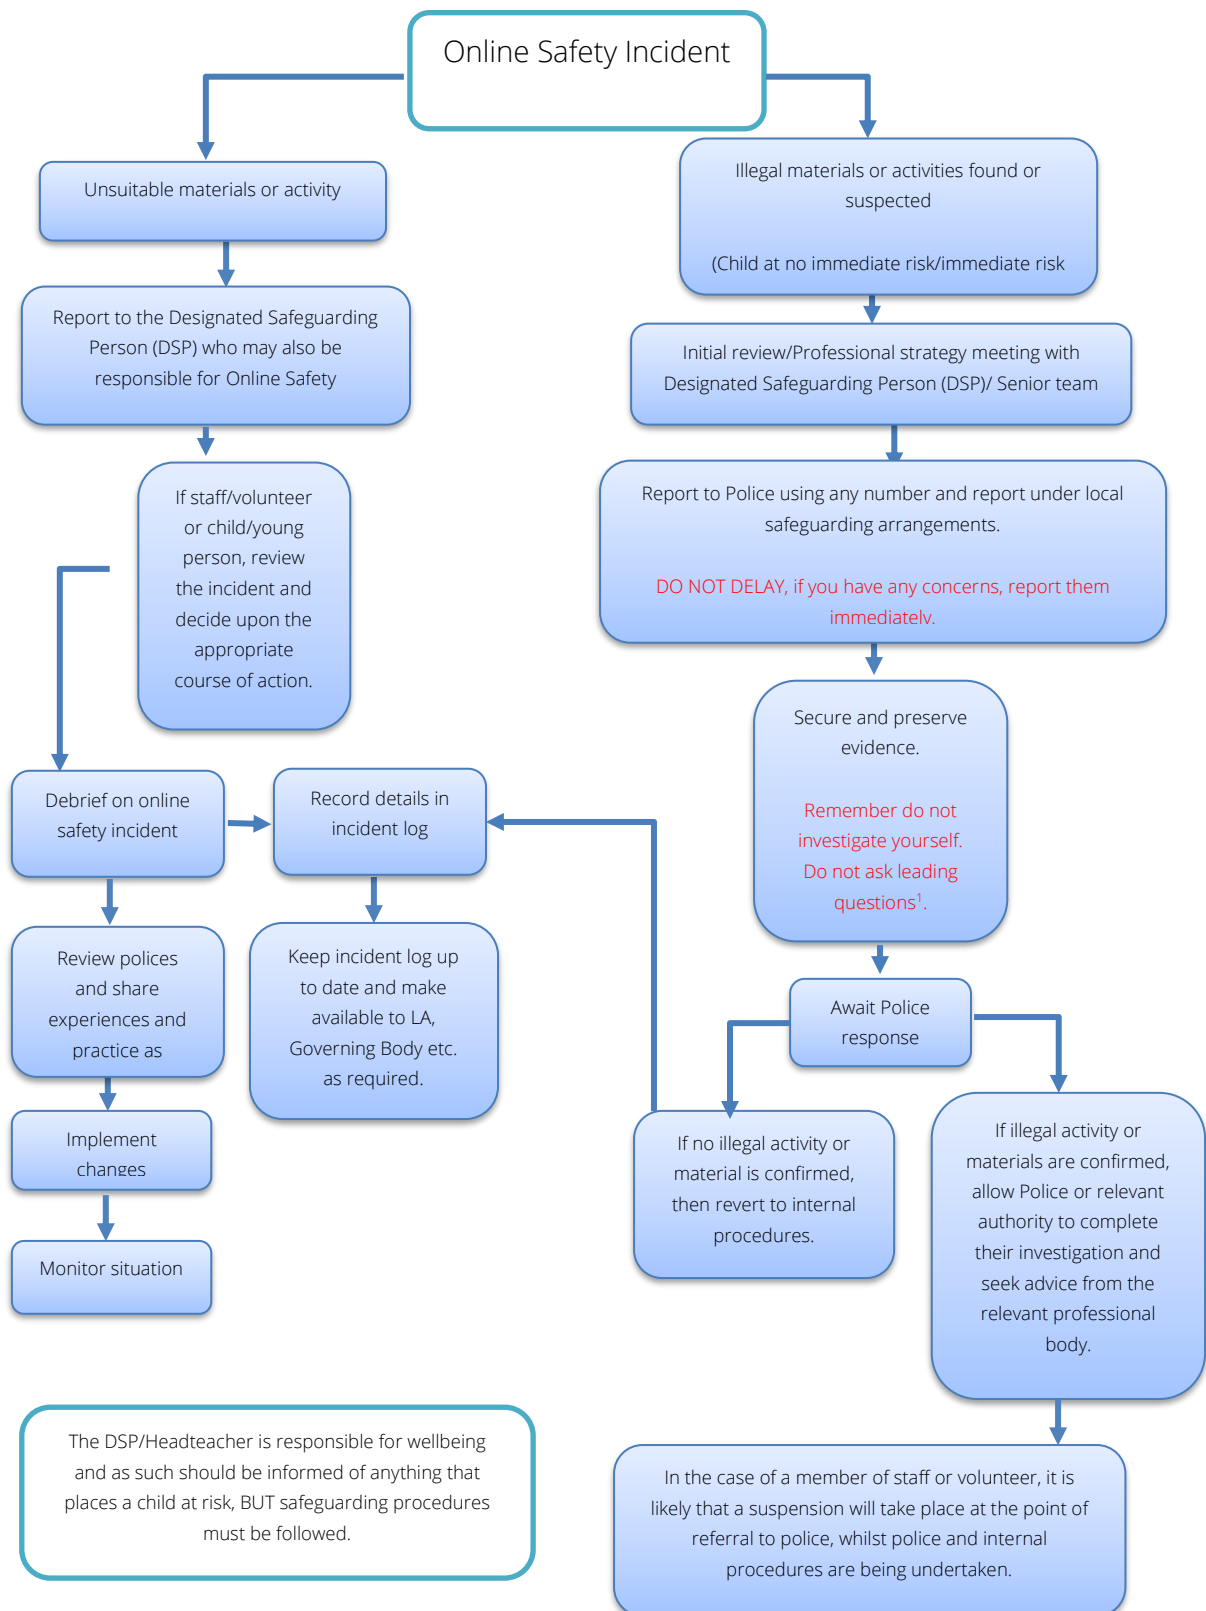 Online Safety Incident
Unsuitable materials or activity
Report to the Designated Safeguarding
Person (DSP) who may also be
responsible for Online Safety
If staff/volunteer
or child/young
person, review
the incident and
decide upon the
appropriate
course of action.
Debrief on online
safety incident
Record details in
incident log
Review polices
and share
experiences and
practice as
Keep incident log up
to date and make
available to LA,
Governing Body etc.
as required.
Implement
changes
Monitor situation
Illegal materials or activities found or
suspected
(Child at no immediate risk/immediate risk
Initial review/Professional strategy meeting with
Designated Safeguarding Person (DSP)/ Senior team
Report to Police using any number and report under local
safeguarding arrangements.
DO NOT DELAY, if you have any concerns, report them
immediately.
Secure and preserve
evidence.
Remember do not
investigate yourself.
Do not ask leading
questions¹.
Await Police
response
If no illegal activity or
material is confirmed,
then revert to internal
procedures.
If illegal activity or
materials are confirmed,
allow Police or relevant
authority to complete
their investigation and
seek advice from the
relevant professional
body.
In the case of a member of staff or volunteer, it is
likely that a suspension will take place at the point of
referral to police, whilst police and internal
procedures are being undertaken.
The DSP/Headteacher is responsible for wellbeing
and as such should be informed of anything that
places a child at risk, BUT safeguarding procedures
must be followed.